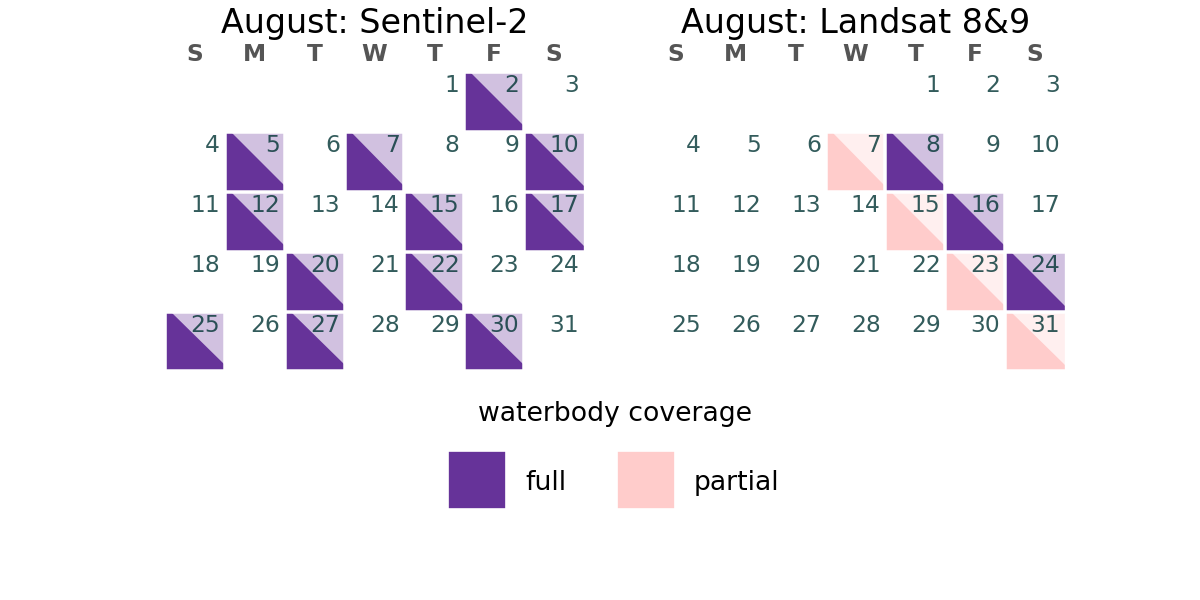 August: Sentinel-2
S M T W T F S
1 2 3
4 5 6 7 8 9 10
11 12 13 14 15 16 17
18 19 20 21 22 23 24
25 26 27 28 29 30 31
August: Landsat 8&9
S M T W T F S
1 2 3
4 5 6 7 8 9 10
11 12 13 14 15 16 17
18 19 20 21 22 23 24
25 26 27 28 29 30 31
waterbody coverage
full
partial